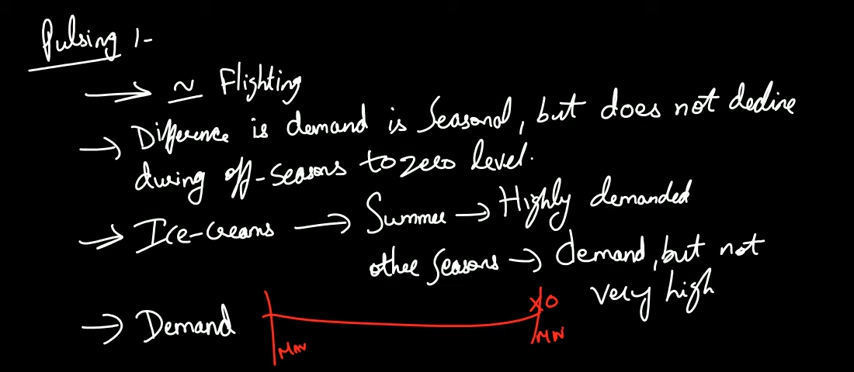 Pulsing :-
→ ~ Flighting
→ Difference is demand is seasonal, but does not decline
during off-seasons to zero level.
→ Ice-creams → Summer → Highly demanded
other seasons → demand, but not
very high
→ Demand
x0